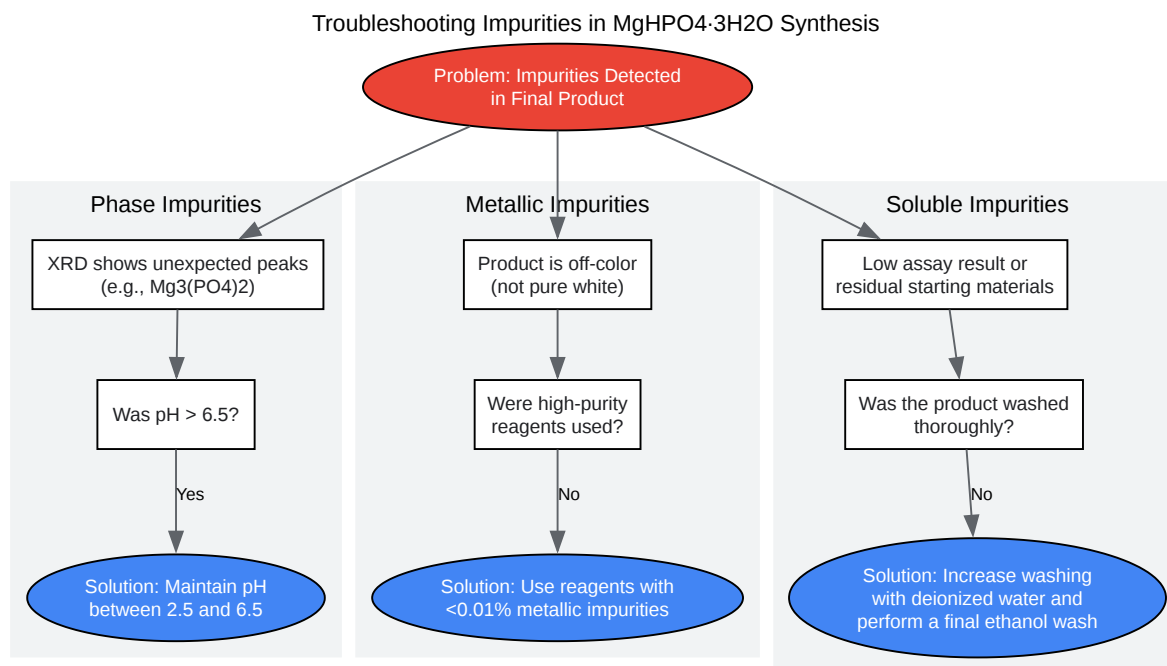 Troubleshooting Impurities in MgHPO4·3H2O Synthesis
Problem: Impurities Detected
in Final Product
Phase Impurities
XRD shows unexpected peaks
(e.g., Mg3(PO4)2)
Was pH > 6.5?
Yes
Solution: Maintain pH
between 2.5 and 6.5
Metallic Impurities
Product is off-color
(not pure white)
Were high-purity
reagents used?
No
Solution: Use reagents with
<0.01% metallic impurities
Soluble Impurities
Low assay result or
residual starting materials
Was the product washed
thoroughly?
No
Solution: Increase washing
with deionized water and
perform a final ethanol wash